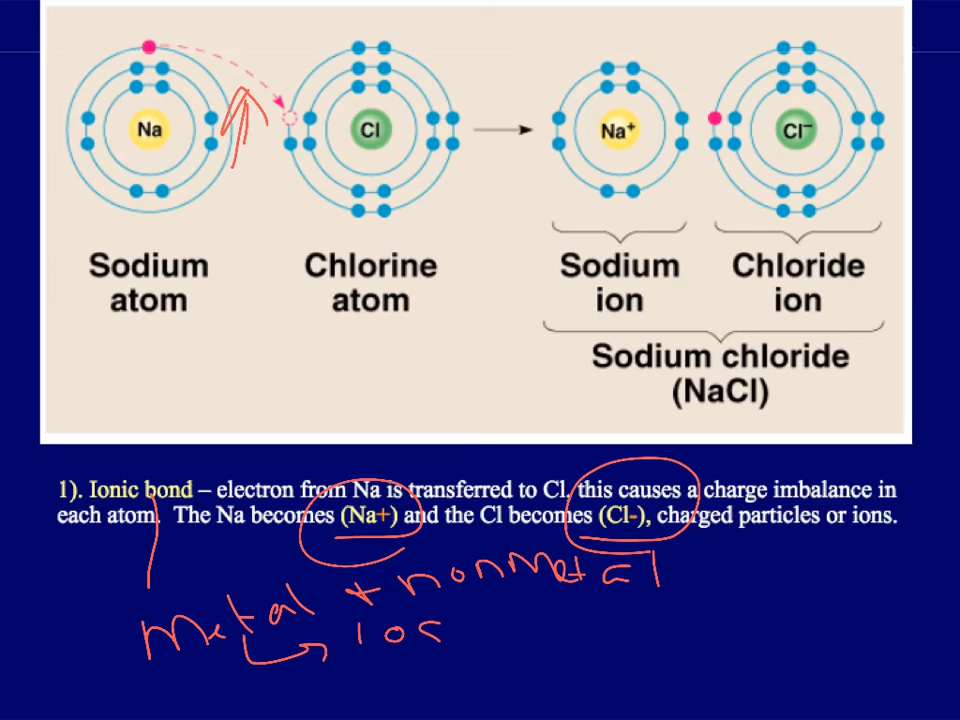 Na Cl Na+ Cl−
Sodium atom
Chlorine atom
Sodium ion
Chloride ion
Sodium chloride
(NaCl)
1). Ionic bond – electron from Na is transferred to Cl, this causes a charge imbalance in
each atom. The Na becomes (Na+) and the Cl becomes (Cl-), charged particles or ions.
Metal + nonmetal